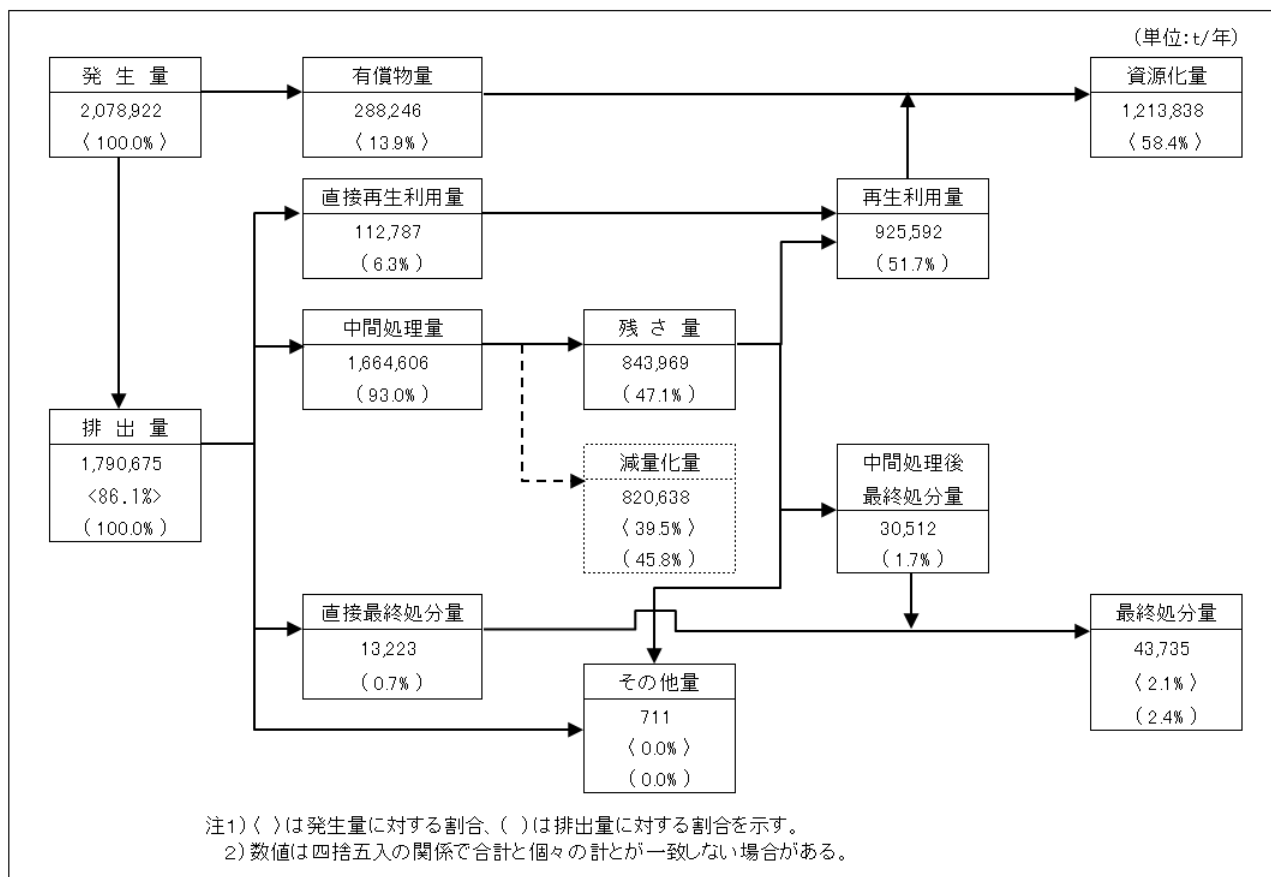 (単位:t/年)
発生量
2,078,922
〈100.0%〉
有償物量
288,246
〈13.9%〉
資源化量
1,213,838
〈58.4%〉
直接再生利用量
112,787
(6.3%)
再生利用量
925,592
(51.7%)
中間処理量
1,664,606
(93.0%)
残さ量
843,969
(47.1%)
排出量
1,790,675
<86.1%>
(100.0%)
減量化量
820,638
〈39.5%〉
(45.8%)
中間処理後
最終処分量
30,512
(1.7%)
直接最終処分量
13,223
(0.7%)
その他量
711
〈0.0%〉
(0.0%)
最終処分量
43,735
〈2.1%〉
(2.4%)
注1)〈 〉は発生量に対する割合、( )は排出量に対する割合を示す。
2)数値は四捨五入の関係で合計と個々の計とが一致しない場合がある。